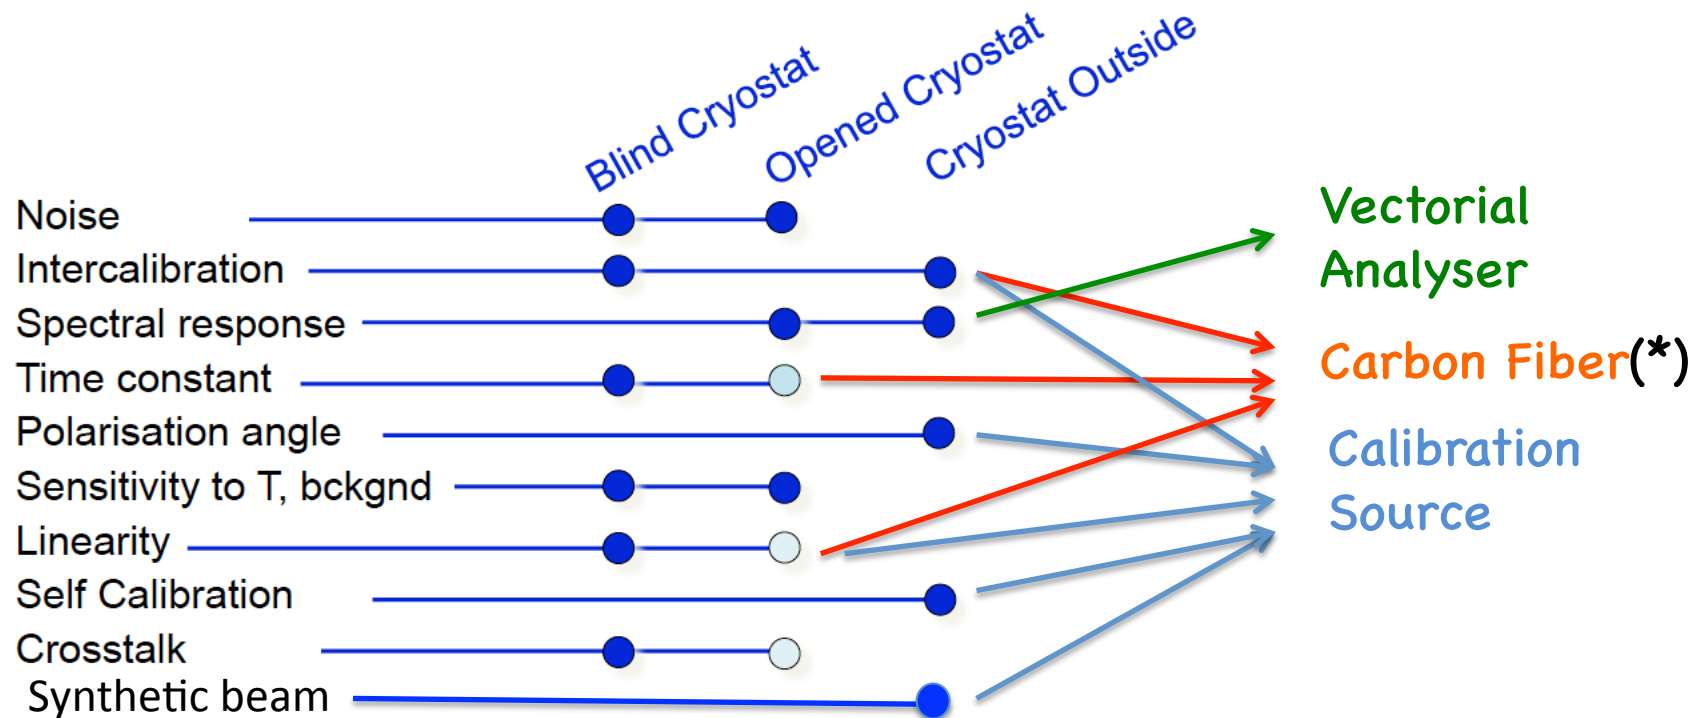 Blind Cryostat
Opened Cryostat
Cryostat Outside
Noise
Intercalibration
Spectral response
Time constant
Polarisation angle
Sensitivity to T, bckgnd
Linearity
Self Calibration
Crosstalk
Synthetic beam
Vectorial
Analyser
Carbon Fiber(*)
Calibration
Source